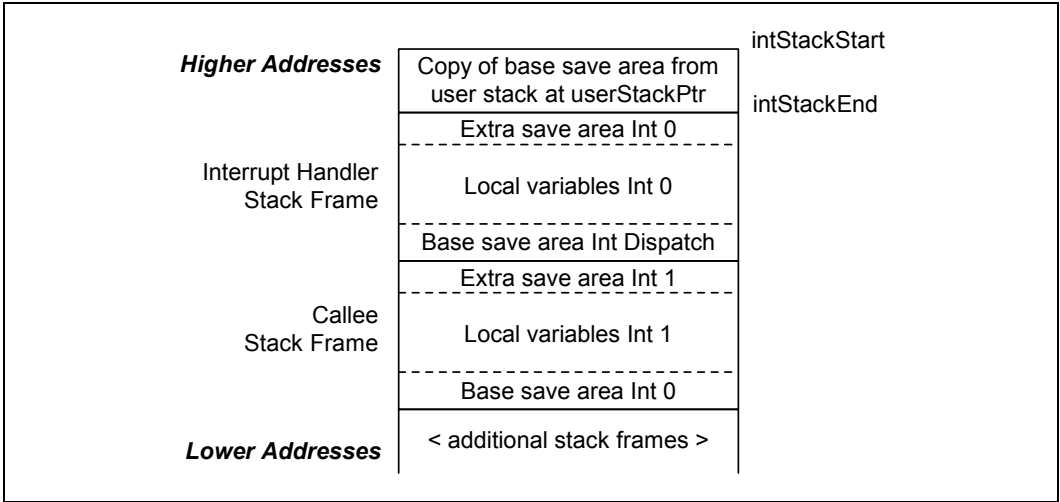 intStackStart
Higher Addresses
Copy of base save area from
user stack at userStackPtr
intStackEnd
Extra save area Int 0
Interrupt Handler
Stack Frame
Local variables Int 0
Base save area Int Dispatch
Extra save area Int 1
Callee
Stack Frame
Local variables Int 1
Base save area Int 0
< additional stack frames >
Lower Addresses